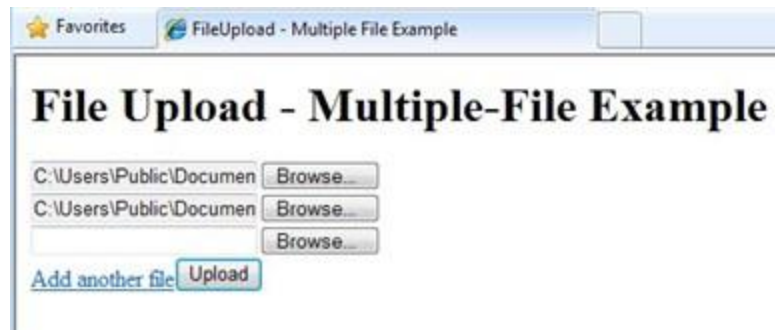 Favorites FileUpload - Multiple File Example
File Upload - Multiple-File Example
C:\Users\Public\Documen Browse...
C:\Users\Public\Documen Browse...
Browse...
Add another file Upload